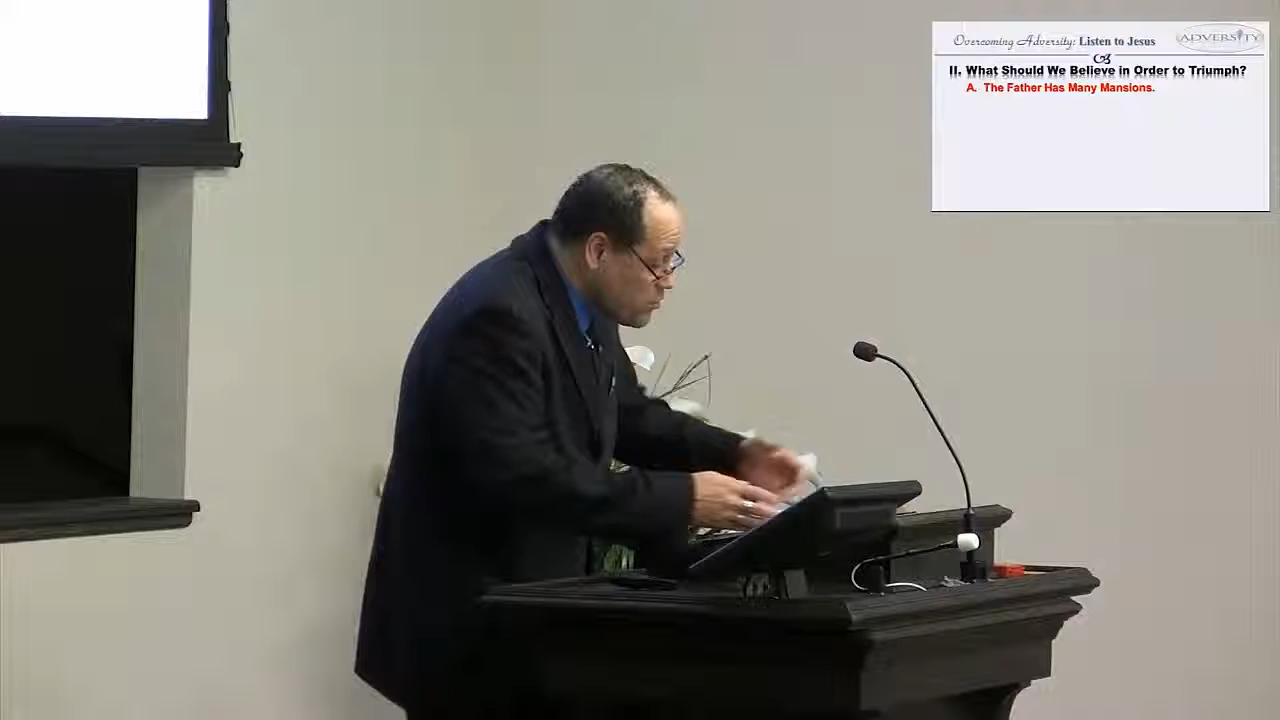 Overcoming Adversity: Listen to Jesus
ADVERSITY
II. What Should We Believe in Order to Triumph?
A. The Father Has Many Mansions.